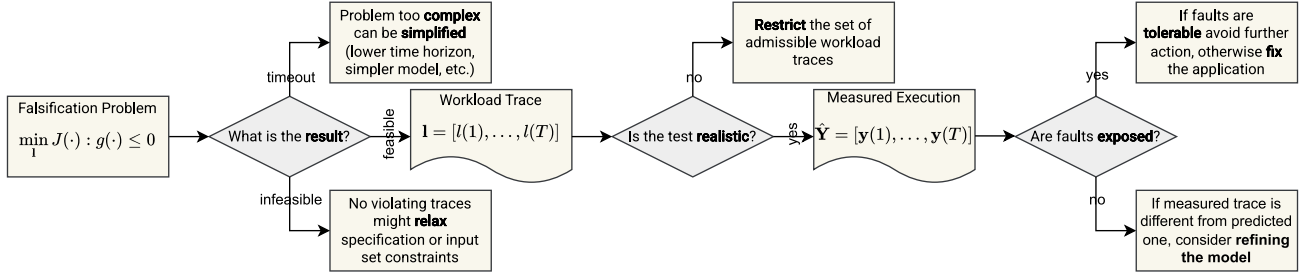 Falsification Problem
min J(·) : g(·) ≤ 0
l
What is the result?
timeout
Problem too complex
can be simplified
(lower time horizon,
simpler model, etc.)
infeasible
No violating traces
might relax
specification or input
set constraints
feasible
Workload Trace
l = [l(1), . . . , l(T)]
Is the test realistic?
no
Restrict the set of
admissible workload
traces
yes
Measured Execution
Ŷ = [y(1), . . . , y(T)]
Are faults exposed?
yes
If faults are
tolerable avoid further
action, otherwise fix
the application
no
If measured trace is
different from predicted
one, consider refining
the model